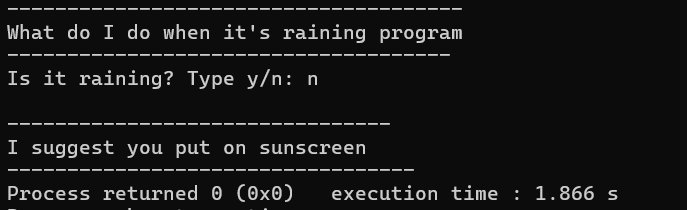 --------------------------------------
What do I do when it's raining program
-------------------------------------
Is it raining? Type y/n: n
--------------------------------
I suggest you put on sunscreen
----------------------------------
Process returned 0 (0x0)   execution time : 1.866 s